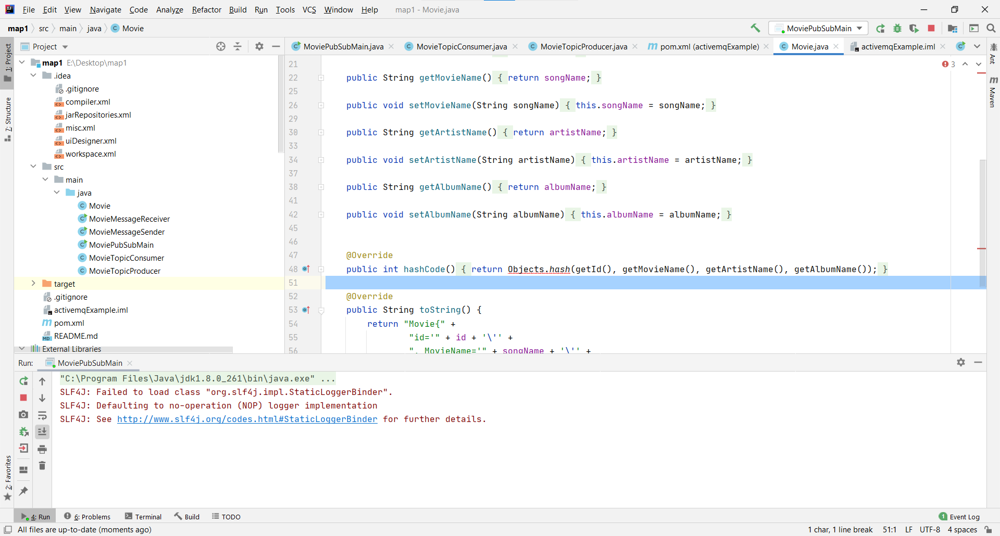 File Edit View Navigate Code Analyze Refactor Build Run Tools VCS Window Help map1 - Movie.java
map1 src main java Movie MoviePubSubMain
1: Project
7: Structure
2: Favorites
Project
map1 E:\Desktop\map1
.idea
.gitignore
compiler.xml
jarRepositories.xml
misc.xml
uiDesigner.xml
workspace.xml
src
main
java
Movie
MovieMessageReceiver
MovieMessageSender
MoviePubSubMain
MovieTopicConsumer
MovieTopicProducer
target
.gitignore
activemqExample.iml
pom.xml
README.md
External Libraries
MoviePubSubMain.java MovieTopicConsumer.java MovieTopicProducer.java pom.xml (activemqExample) Movie.java activemqExample.iml
3
Ant
Maven
21
22 public String getMovieName() { return songName; }
25
26 public void setMovieName(String songName) { this.songName = songName; }
29
30 public String getArtistName() { return artistName; }
33
34 public void setArtistName(String artistName) { this.artistName = artistName; }
37
38 public String getAlbumName() { return albumName; }
41
42 public void setAlbumName(String albumName) { this.albumName = albumName; }
45
46
47 @Override
48 public int hashCode() { return Objects.hash(getId(), getMovieName(), getArtistName(), getAlbumName()); }
51
52 @Override
53 public String toString() {
54 return "Movie{" +
55 "id='" + id + '\'' +
56 ", MovieName='" + songName + '\'' +
Run: MoviePubSubMain
"C:\Program Files\Java\jdk1.8.0_261\bin\java.exe" ...
SLF4J: Failed to load class "org.slf4j.impl.StaticLoggerBinder".
SLF4J: Defaulting to no-operation (NOP) logger implementation
SLF4J: See http://www.slf4j.org/codes.html#StaticLoggerBinder for further details.
4: Run 6: Problems Terminal Build TODO 1 Event Log
All files are up-to-date (moments ago) 1 char, 1 line break 51:1 LF UTF-8 4 spaces